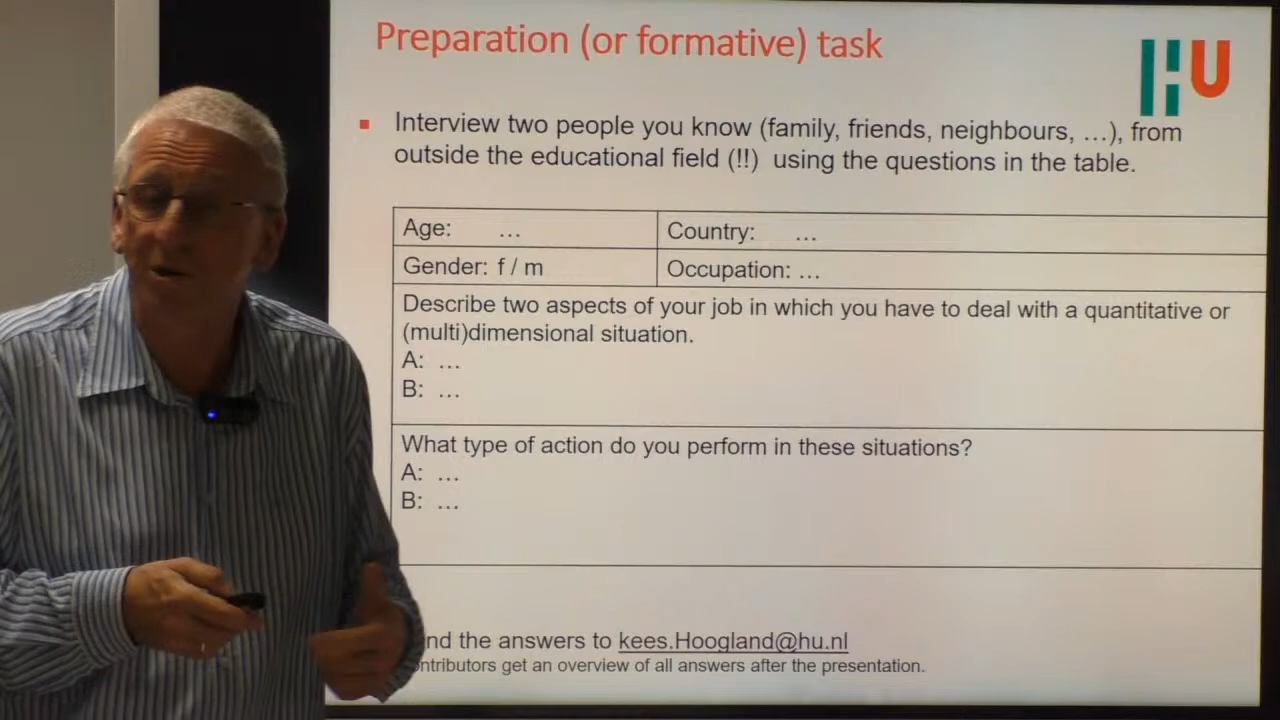 Preparation (or formative) task
HU
Interview two people you know (family, friends, neighbours, …), from
outside the educational field (!!) using the questions in the table.
Age: …
Country: …
Gender: f / m
Occupation: …
Describe two aspects of your job in which you have to deal with a quantitative or
(multi)dimensional situation.
A: …
B: …
What type of action do you perform in these situations?
A: …
B: …
the answers to kees.Hoogland@hu.nl
get an overview of all answers after the presentation.